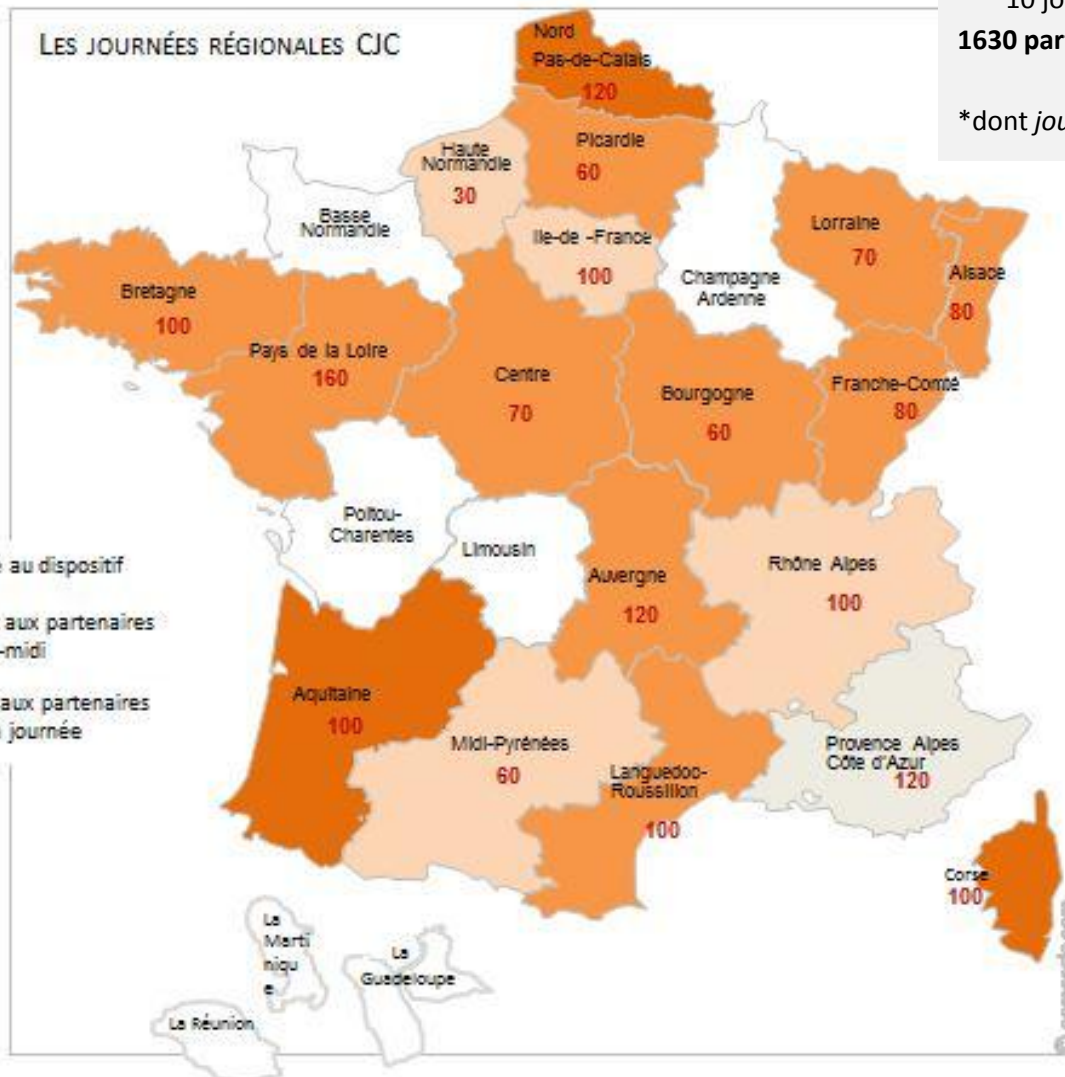 10 jo
1630 par
*dont jou
LES JOURNÉES RÉGIONALES CJC
Nord
Pas-de-Calais
120
Picardie
60
Haute
Normandie
30
Basse
Normandie
Ile-de -France
100
Champagne
Ardenne
Lorraine
70
Alsace
80
Bretagne
100
Pays de la Loire
160
Centre
70
Bourgogne
60
Franche-Comté
80
Poitou-
Charentes
Limousin
Auvergne
120
Rhône Alpes
100
au dispositif
aux partenaires
-midi
aux partenaires
journée
Aquitaine
100
Midi-Pyrénées
60
Languedoc-
Roussillon
100
Provence Alpes
Côte d'Azur
120
Corse
100
La
Marti
niqu
e
La
Guadeloupe
La Réunion